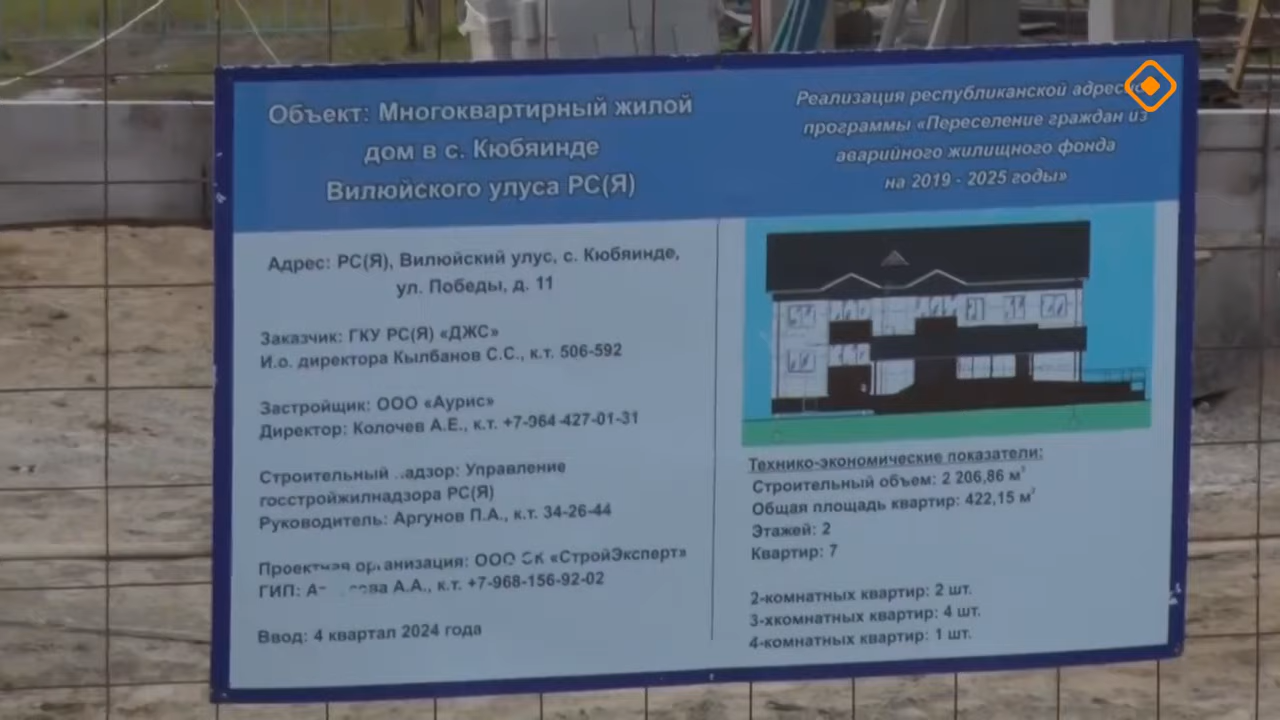 Объект: Многоквартирный жилой
дом в с. Кюбяинде
Вилюйского улуса РС(Я)
Реализация республиканской
программы «Переселение граждан из
аварийного жилищного фонда
на 2019 - 2025 годы»
Адрес: РС(Я), Вилюйский улус, с. Кюбяинде,
ул. Победы, д. 11
Заказчик: ГКУ РС(Я) «ДЖС»
И.о. директора Кылбанов С.С., к.т. 506-592
Застройщик: ООО «Аурис»
Директор: Колочев А.Е., к.т. +7-964-427-01-31
Строительный Управление
госстройжилнадзора РС(Я)
Руководитель: Аргунов П.А., к.т. 34-26-44
ООО СК «СтройЭксперт»
ГИП: А.А., к.т. +7-968-156-92-02
Ввод: 4 квартал 2024 года
Технико-экономические показатели:
Строительный объем: 2 206,86 м³
Общая площадь квартир: 422,15 м²
Этажей: 2
Квартир: 7
2-комнатных квартир: 2 шт.
3-хкомнатных квартир: 4 шт.
4-комнатных квартир: 1 шт.